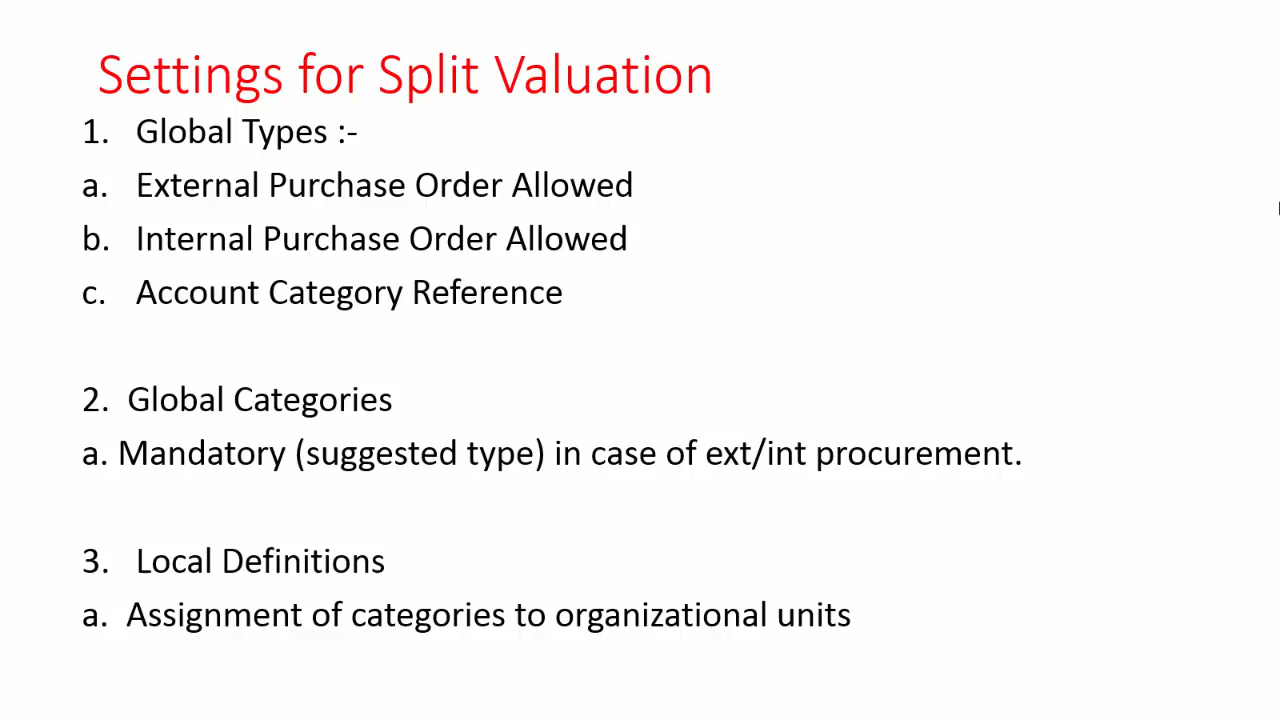 Settings for Split Valuation
1. Global Types :-
a. External Purchase Order Allowed
b. Internal Purchase Order Allowed
c. Account Category Reference
2. Global Categories
a. Mandatory (suggested type) in case of ext/int procurement.
3. Local Definitions
a. Assignment of categories to organizational units